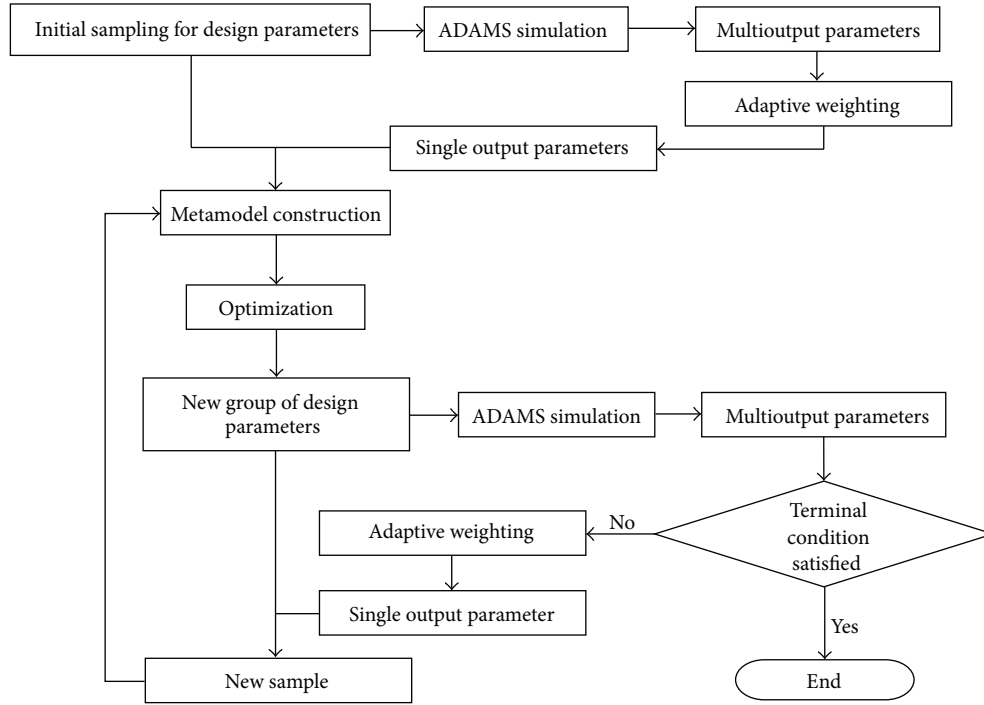 Initial sampling for design parameters
ADAMS simulation
Multioutput parameters
Adaptive weighting
Single output parameters
Metamodel construction
Optimization
New group of design
parameters
ADAMS simulation
Multioutput parameters
Terminal
condition
satisfied
No
Adaptive weighting
Single output parameter
Yes
New sample
End